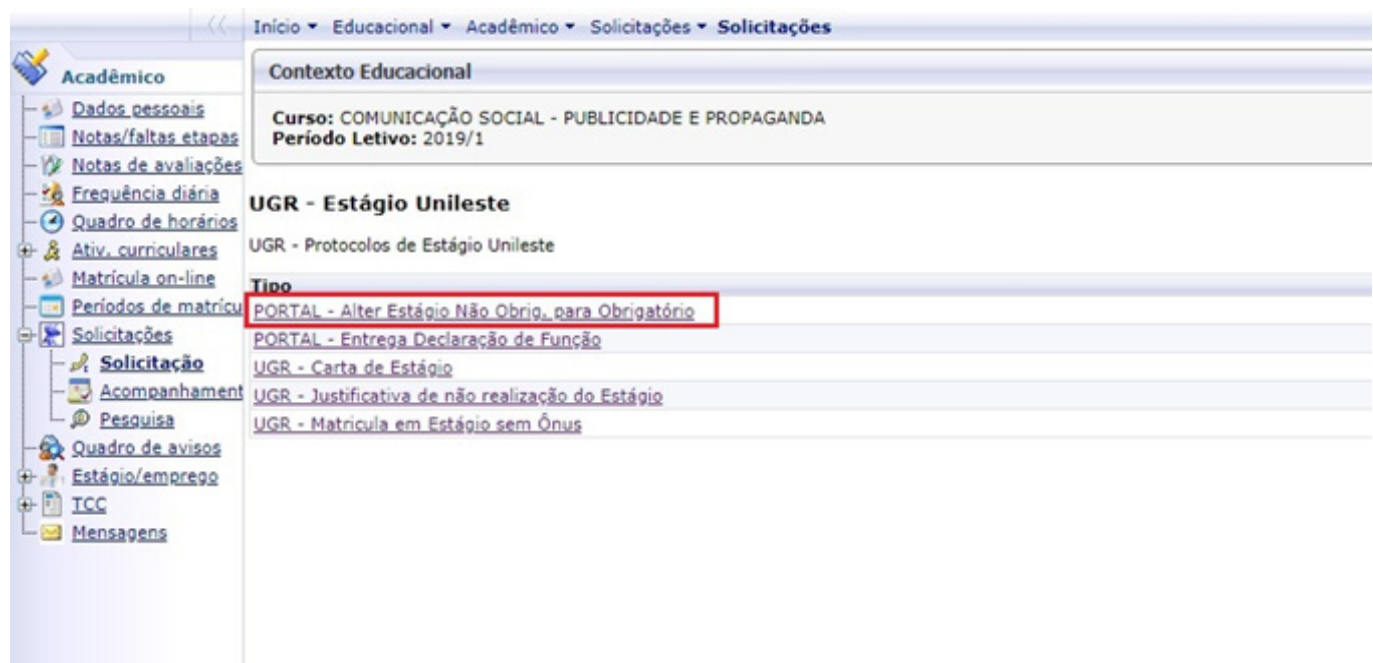 Início Educacional Acadêmico Solicitações Solicitações
Acadêmico
Dados pessoais
Notas/faltas etapas
Notas de avaliações
Frequência diária
Quadro de horários
Ativ. curriculares
Matrícula on-line
Períodos de matrícu
Solicitações
Solicitação
Acompanhament
Pesquisa
Quadro de avisos
Estágio/emprego
TCC
Mensagens
Contexto Educacional
Curso: COMUNICAÇÃO SOCIAL - PUBLICIDADE E PROPAGANDA
Período Letivo: 2019/1
UGR - Estágio Unileste
UGR - Protocolos de Estágio Unileste
Tipo
PORTAL - Alter Estágio Não Obrig. para Obrigatório
PORTAL - Entrega Declaração de Função
UGR - Carta de Estágio
UGR - Justificativa de não realização do Estágio
UGR - Matricula em Estágio sem Ônus